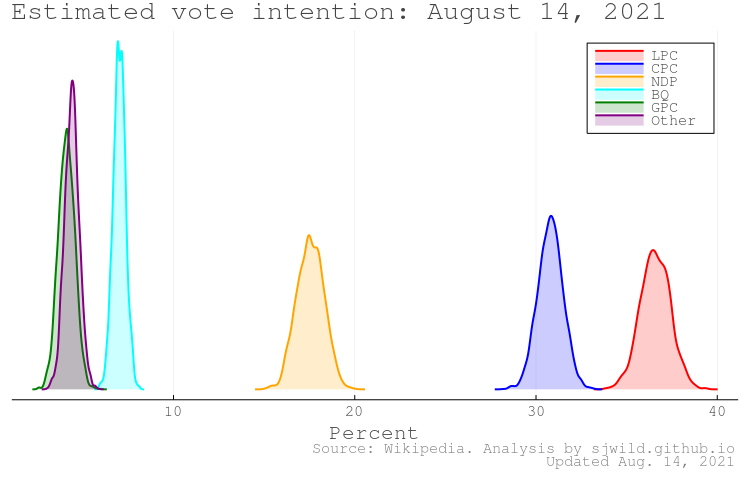 Estimated vote intention: August 14, 2021
LPC
CPC
NDP
BQ
GPC
Other
10 20 30 40
Percent
Source: Wikipedia. Analysis by sjwild.github.io
Updated Aug. 14, 2021